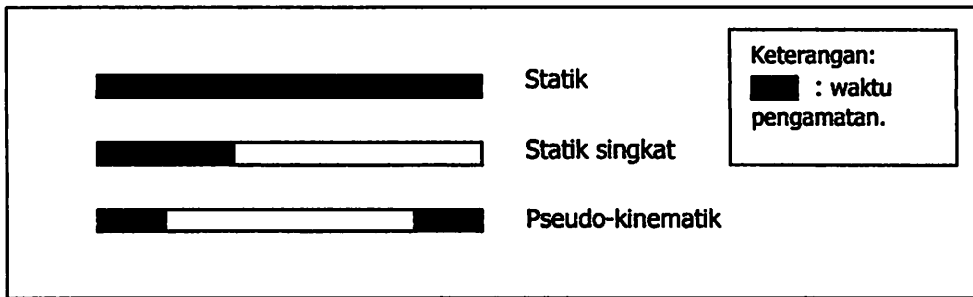 Statik
Statik singkat
Pseudo-kinematik
Keterangan:
: waktu
pengamatan.